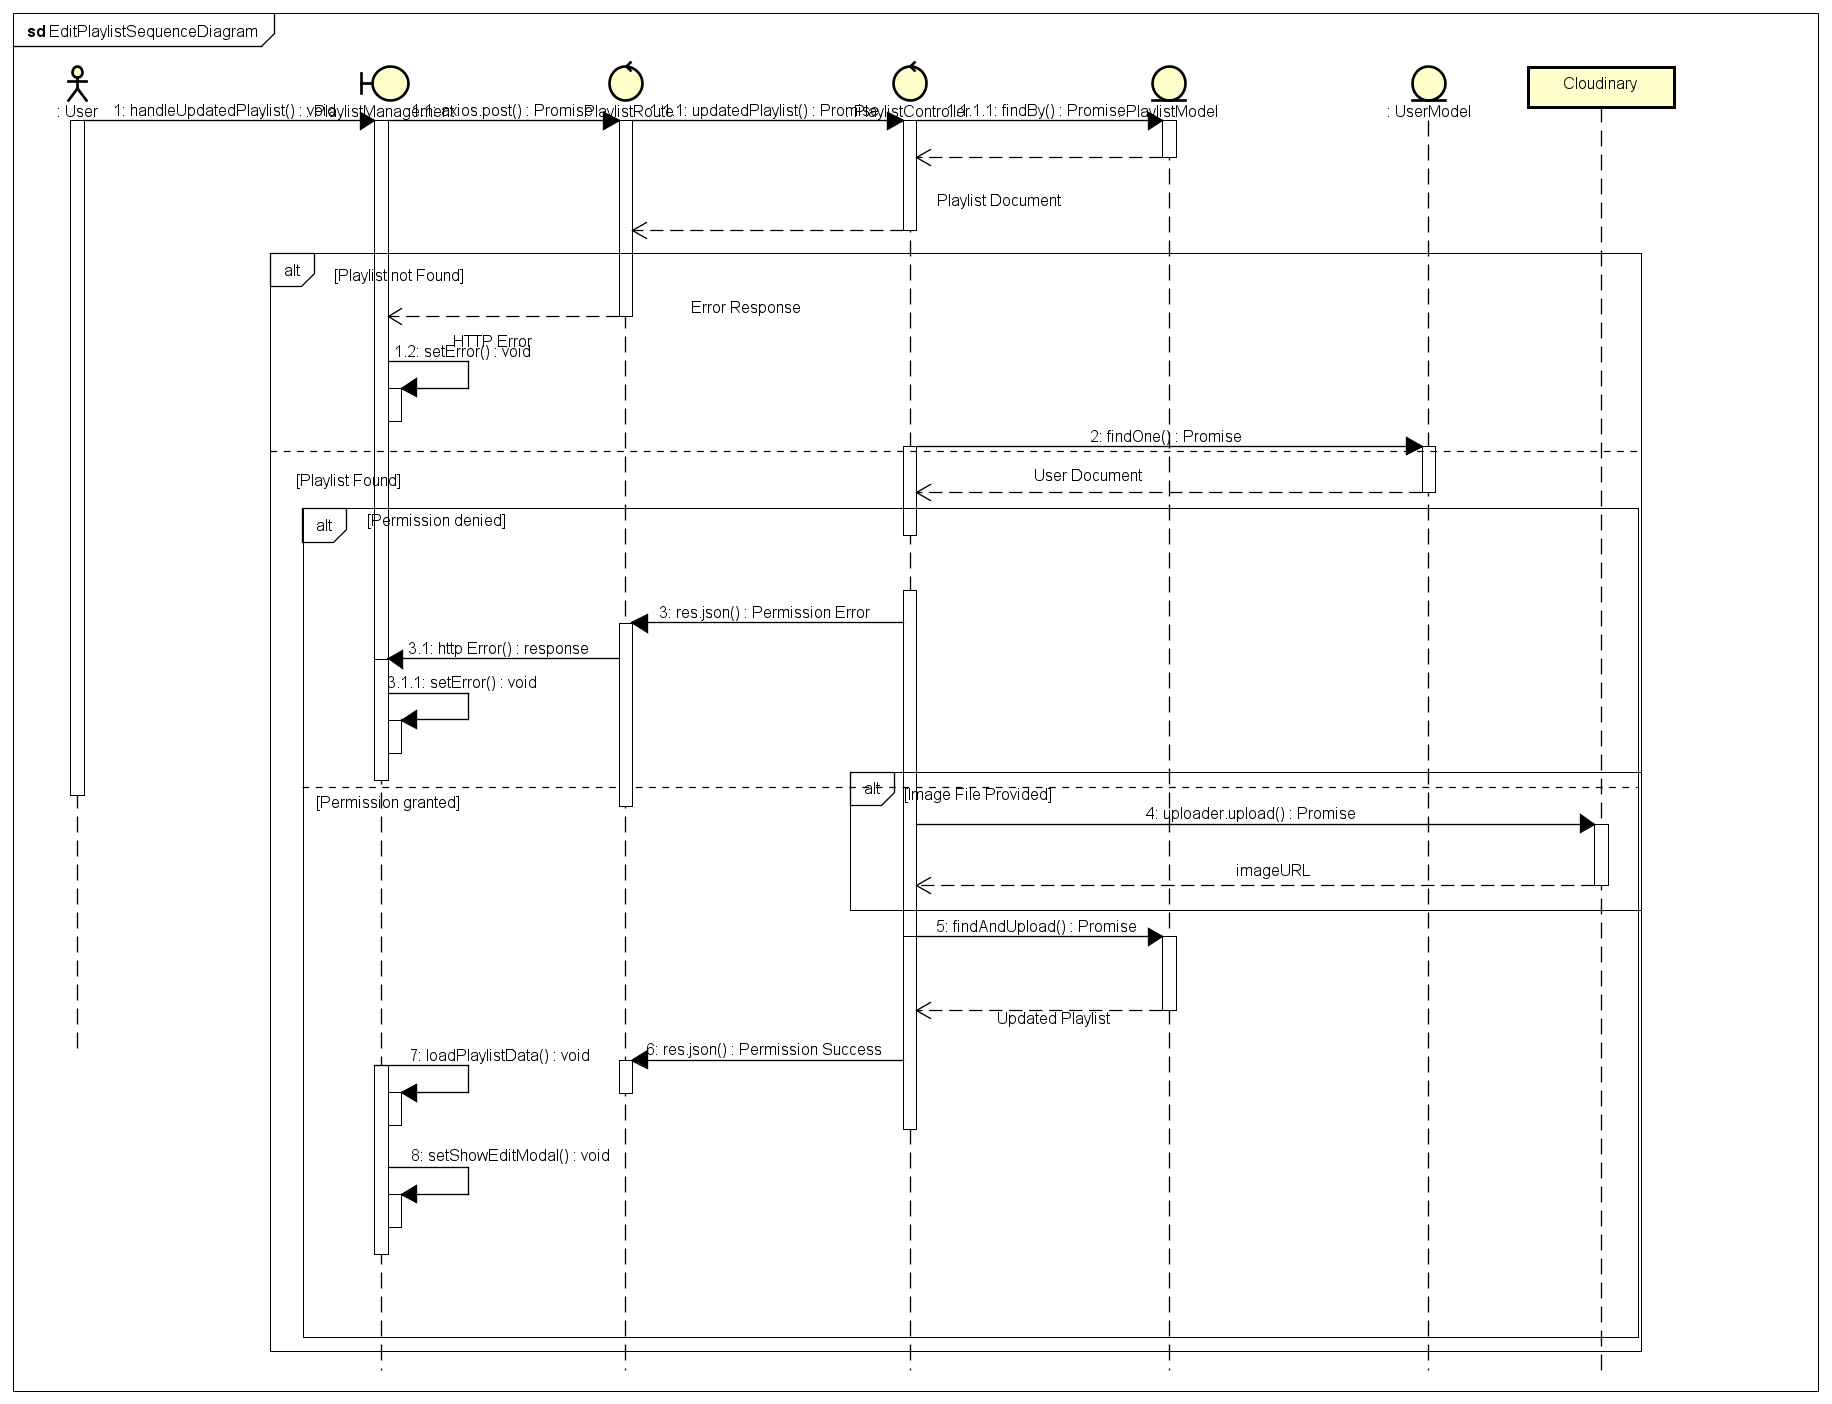 sd EditPlaylistSequenceDiagram
Cloudinary
: User
1: handleUpdatedPlaylist() : void
: PlaylistManagement
1.1: axios.post() : Promise
: PlaylistRoute
1.1.1: updatedPlaylist() : Promise
: PlaylistController
1.1.1.1: findBy() : Promise
: PlaylistModel
: UserModel
Playlist Document
alt
[Playlist not Found]
Error Response
HTTP Error
1.2: setError() : void
2: findOne() : Promise
[Playlist Found]
User Document
alt
[Permission denied]
3: res.json() : Permission Error
3.1: http Error() : response
3.1.1: setError() : void
alt
[Image File Provided]
[Permission granted]
4: uploader.upload() : Promise
imageURL
5: findAndUpload() : Promise
Updated Playlist
6: res.json() : Permission Success
7: loadPlaylistData() : void
8: setShowEditModal() : void